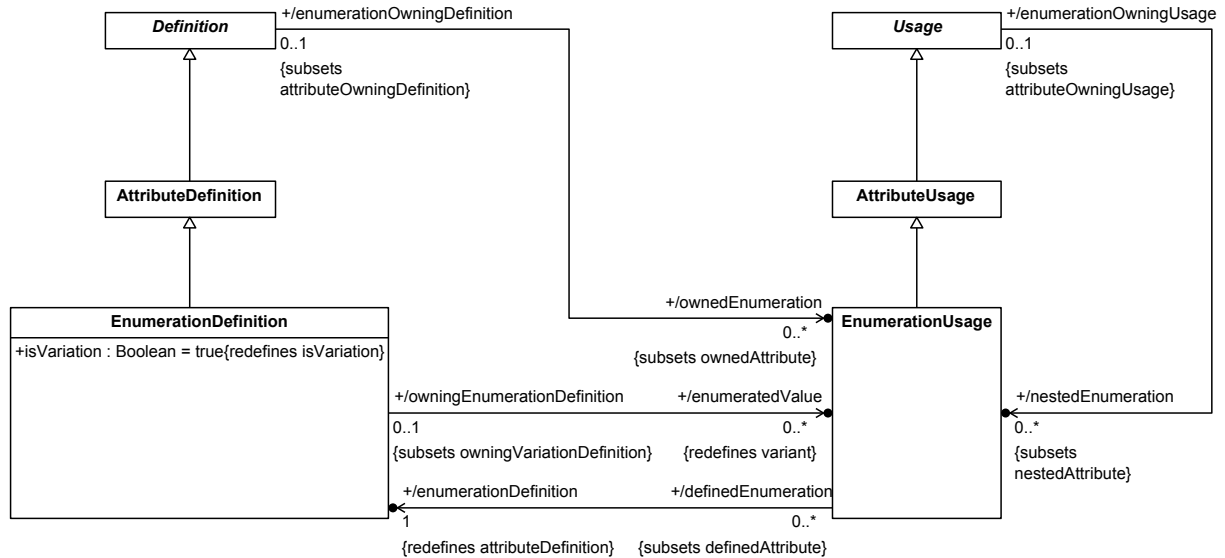 Definition
+/enumerationOwningDefinition
0..1
{subsets
attributeOwningDefinition}
Usage
+/enumerationOwningUsage
0..1
{subsets
attributeOwningUsage}
AttributeDefinition
AttributeUsage
EnumerationDefinition
+isVariation : Boolean = true{redefines isVariation}
+/ownedEnumeration
0..*
{subsets ownedAttribute}
EnumerationUsage
+/owningEnumerationDefinition
0..1
{subsets owningVariationDefinition}
+/enumeratedValue
0..*
{redefines variant}
+/nestedEnumeration
0..*
{subsets
nestedAttribute}
+/enumerationDefinition
1
{redefines attributeDefinition}
+/definedEnumeration
0..*
{subsets definedAttribute}